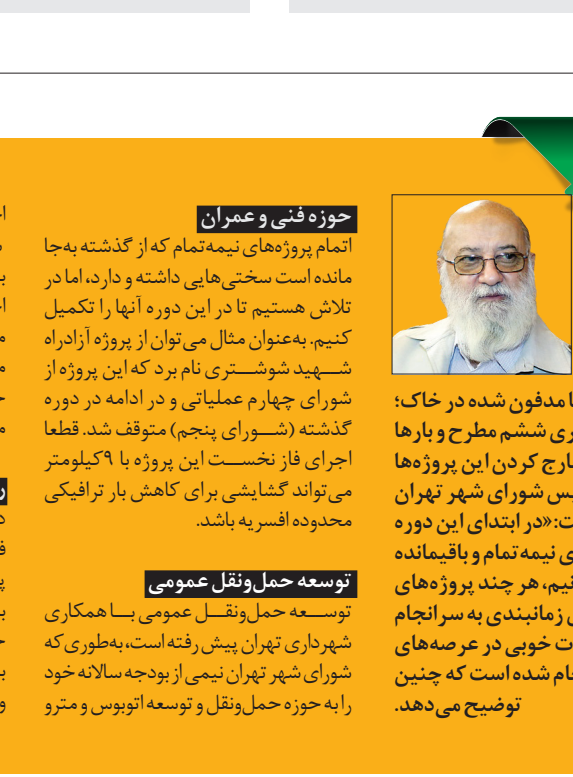 ا مدفون شده در خاک؛
ری ششم مطرح و بارها
ارج کردن این پروژه‌ها
یس شورای شهر تهران
ت: «در ابتدای این دوره
ی نیمه تمام و باقیمانده
نیم، هر چند پروژه‌های
زمانبندی به سرانجام
ت خوبی در عرصه‌های
جام شده است که چنین
توضیح می‌دهد.
حوزه فنی و عمران
اتمام پروژه‌های نیمه‌تمام که از گذشته به‌جا
مانده است سختی‌هایی داشته و دارد، اما در
تلاش هستیم تا در این دوره آنها را تکمیل
کنیم. به‌عنوان مثال می‌توان از پروژه آزادراه
شهید شوشتری نام برد که این پروژه از
شورای چهارم عملیاتی و در ادامه در دوره
گذشته (شورای پنجم) متوقف شد. قطعا
اجرای فاز نخست این پروژه با ۹کیلومتر
می‌تواند گشایشی برای کاهش بار ترافیکی
محدوده افسریه باشد.
توسعه حمل‌ونقل عمومی
توسعه حمل‌ونقل عمومی با همکاری
شهرداری تهران پیش رفته است، به‌طوری‌که
شورای شهر تهران نیمی از بودجه سالانه خود
را به حوزه حمل‌ونقل و توسعه اتوبوس و مترو